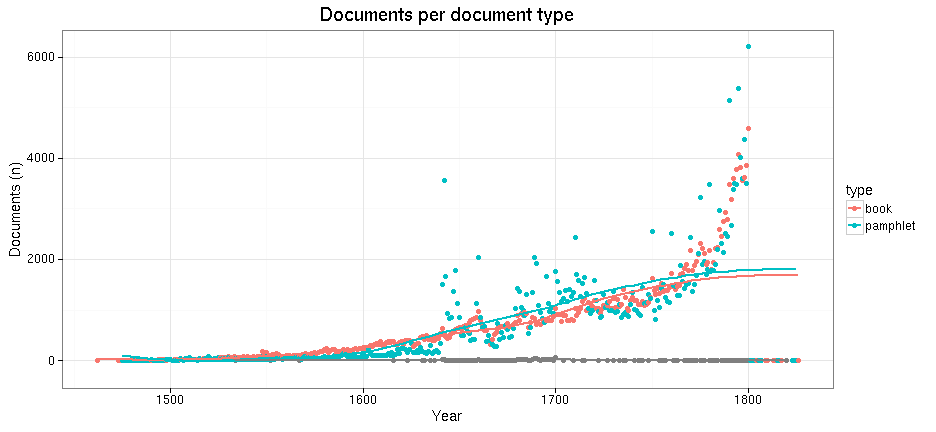 Documents per document type
6000
4000
2000
0
Documents (n)
1500
1600
1700
1800
Year
type
book
pamphlet